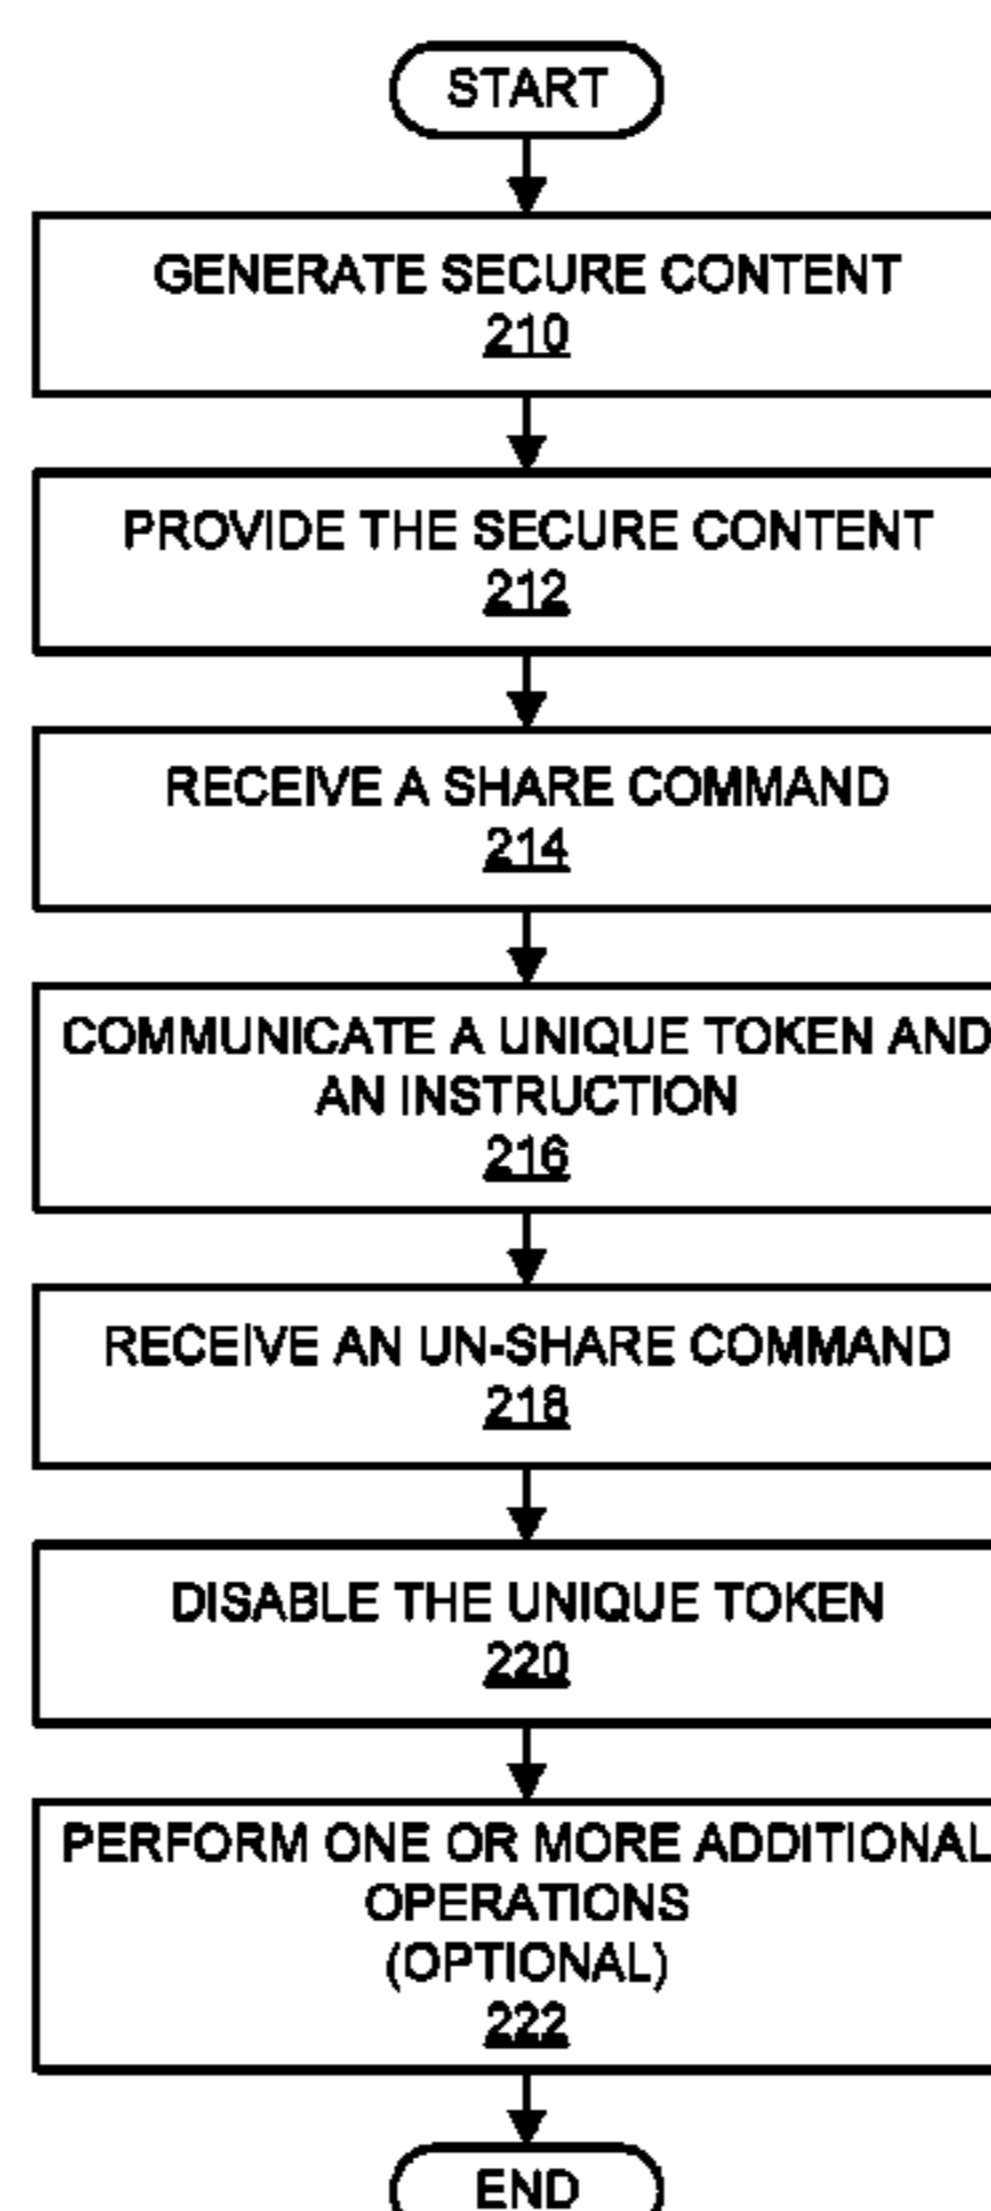 START
GENERATE SECURE CONTENT
210
PROVIDE THE SECURE CONTENT
212
RECEIVE A SHARE COMMAND
214
COMMUNICATE A UNIQUE TOKEN AND
AN INSTRUCTION
216
RECEIVE AN UN-SHARE COMMAND
218
DISABLE THE UNIQUE TOKEN
220
PERFORM ONE OR MORE ADDITIONAL
OPERATIONS
(OPTIONAL)
222
END